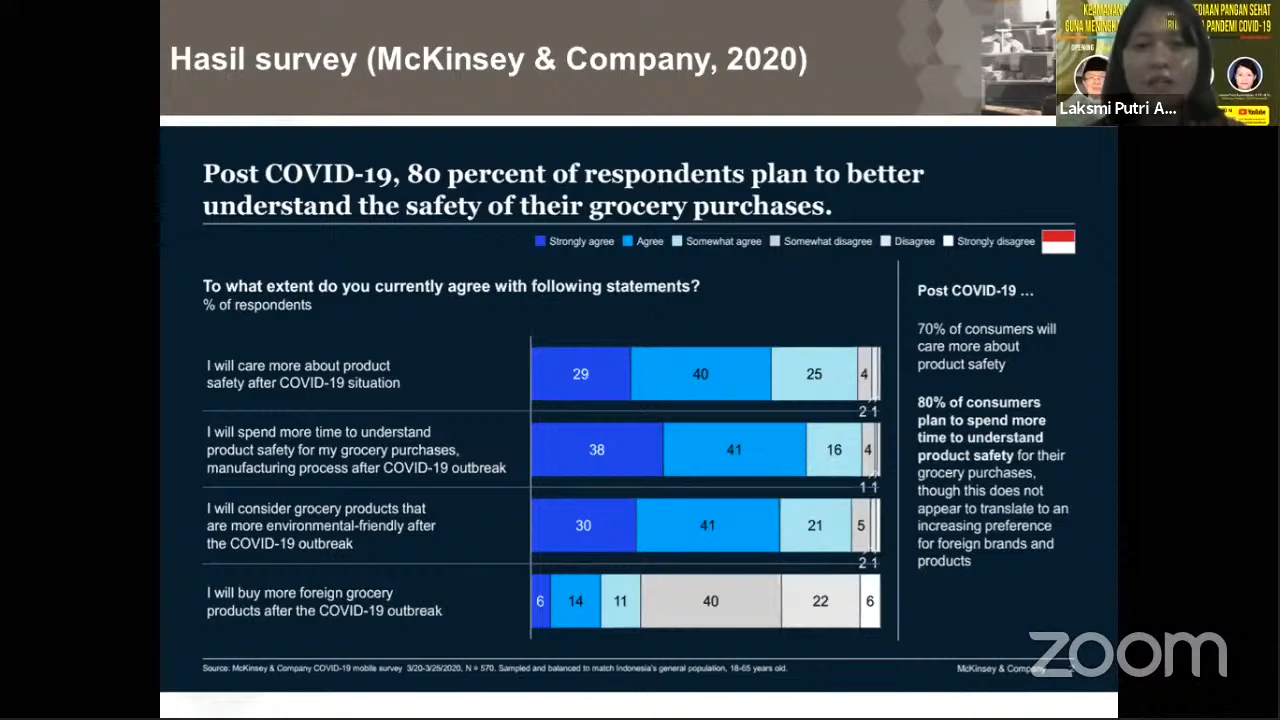 Hasil survey (McKinsey & Company, 2020)
PANDEMI COVID-19
OPENING
YouTube
Laksmi Putri A...
Post COVID-19, 80 percent of respondents plan to better
understand the safety of their grocery purchases.
Strongly agree Agree Somewhat agree Somewhat disagree Disagree Strongly disagree
To what extent do you currently agree with following statements?
% of respondents
I will care more about product
safety after COVID-19 situation
29 40 25 4
2 1
I will spend more time to understand
product safety for my grocery purchases,
manufacturing process after COVID-19 outbreak
38 41 16 4
1 1
I will consider grocery products that
are more environmental-friendly after
the COVID-19 outbreak
30 41 21 5
2 1
I will buy more foreign grocery
products after the COVID-19 outbreak
6 14 11 40 22 6
Post COVID-19 ...
70% of consumers will
care more about
product safety
80% of consumers
plan to spend more
time to understand
product safety for their
grocery purchases,
though this does not
appear to translate to an
increasing preference
for foreign brands and
products
Source: McKinsey & Company COVID-19 mobile survey 3/20-3/25/2020, N = 570. Sampled and balanced to match Indonesia's general population, 18-65 years old.
McKinsey & Company 2
zoom